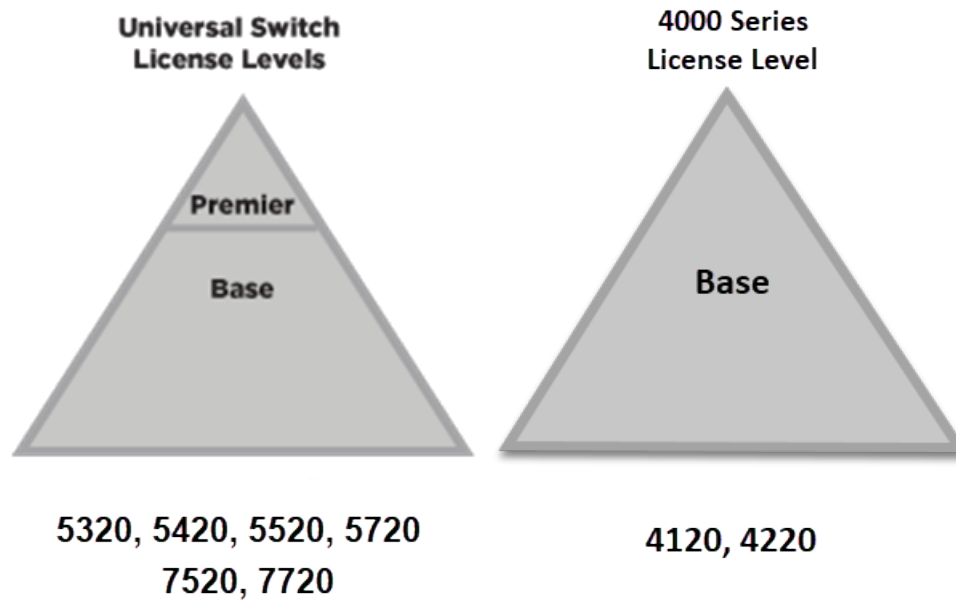 Universal Switch
License Levels
Premier
Base
5320, 5420, 5520, 5720
7520, 7720
4000 Series
License Level
Base
4120, 4220